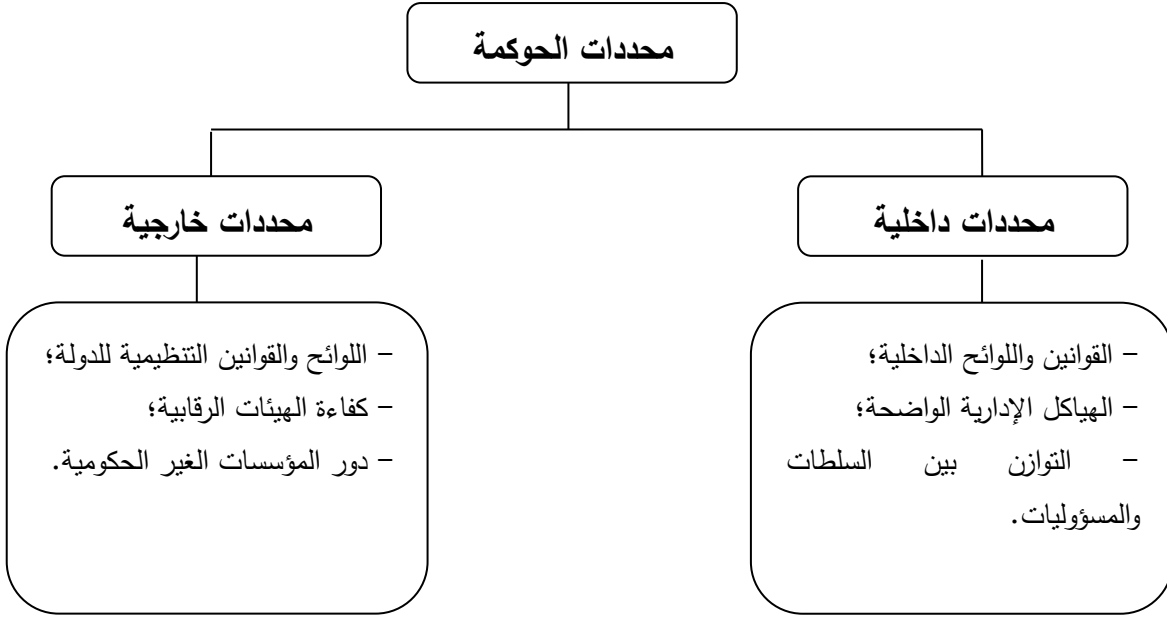 محددات الحوكمة
محددات داخلية
محددات خارجية
- القوانين واللوائح الداخلية؛
- الهياكل الإدارية الواضحة؛
- التوازن بين السلطات
والمسؤوليات.
- اللوائح والقوانين التنظيمية للدولة؛
- كفاءة الهيئات الرقابية؛
- دور المؤسسات الغير الحكومية.